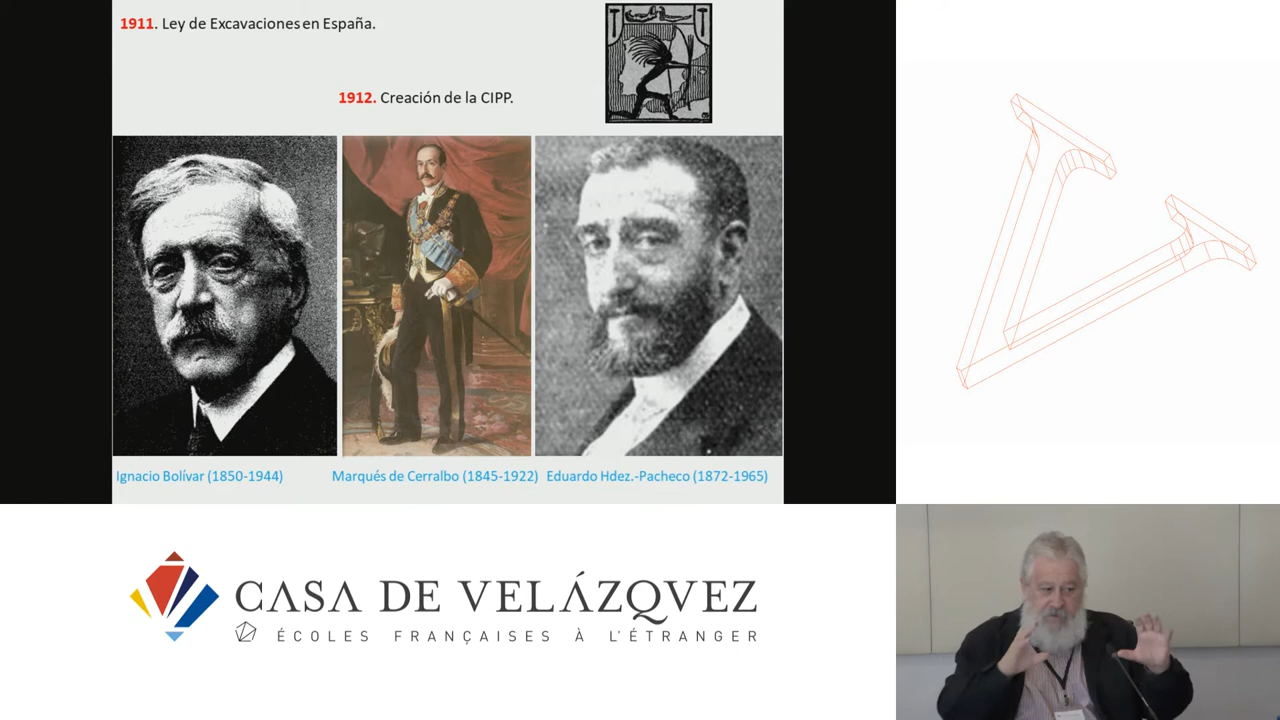 1911. Ley de Excavaciones en España.
1912. Creación de la CIPP.
Ignacio Bolívar (1850-1944)
Marqués de Cerralbo (1845-1922)
Eduardo Hdez.-Pacheco (1872-1965)
CASA DE VELÁZQVEZ
ÉCOLES FRANÇAISES À L'ÉTRANGER